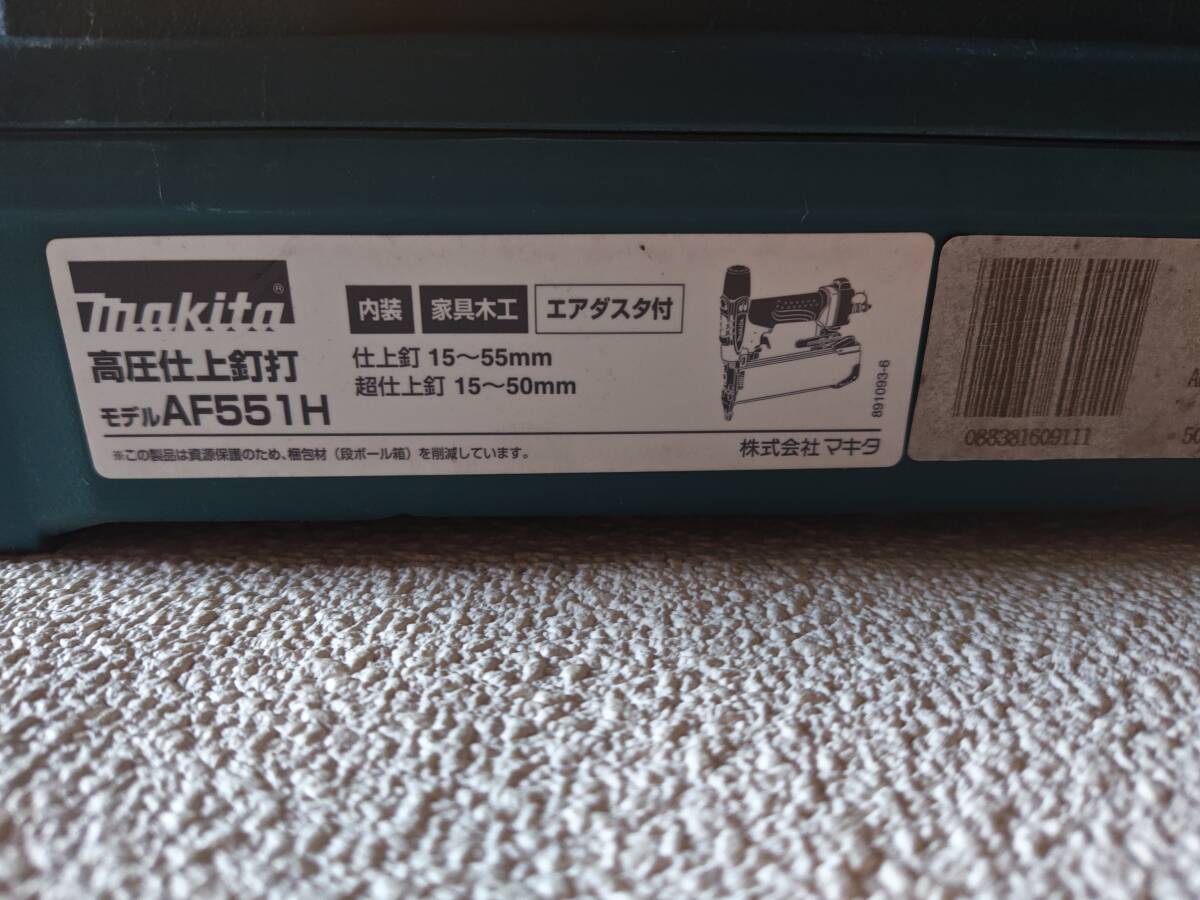 makita®
高圧仕上釘打
モデルAF551H
内装 家具木工 エアダスタ付
仕上釘 15〜55mm
超仕上釘 15〜50mm
891093-6
※この製品は資源保護のため、梱包材（段ボール箱）を削減しています。
株式会社マキタ
088381609111